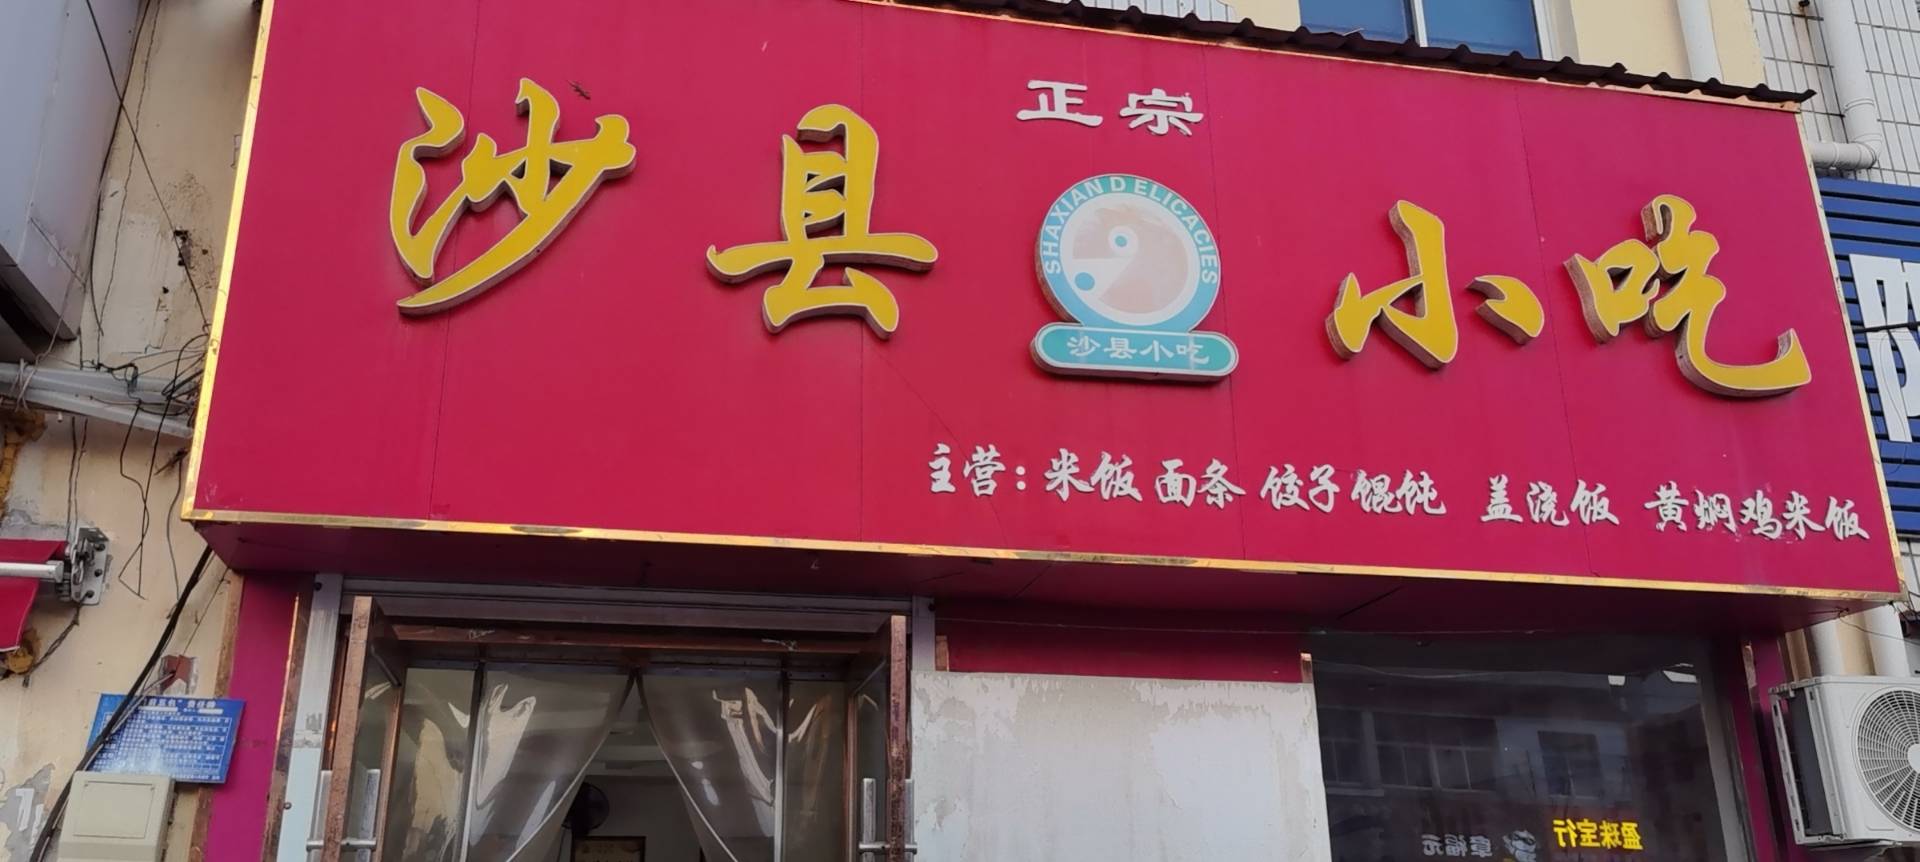 正宗
沙县 小吃
SHAXIAN DELICACIES
沙县小吃
主营：米饭 面条 饺子 馄饨 盖浇饭 黄焖鸡米饭